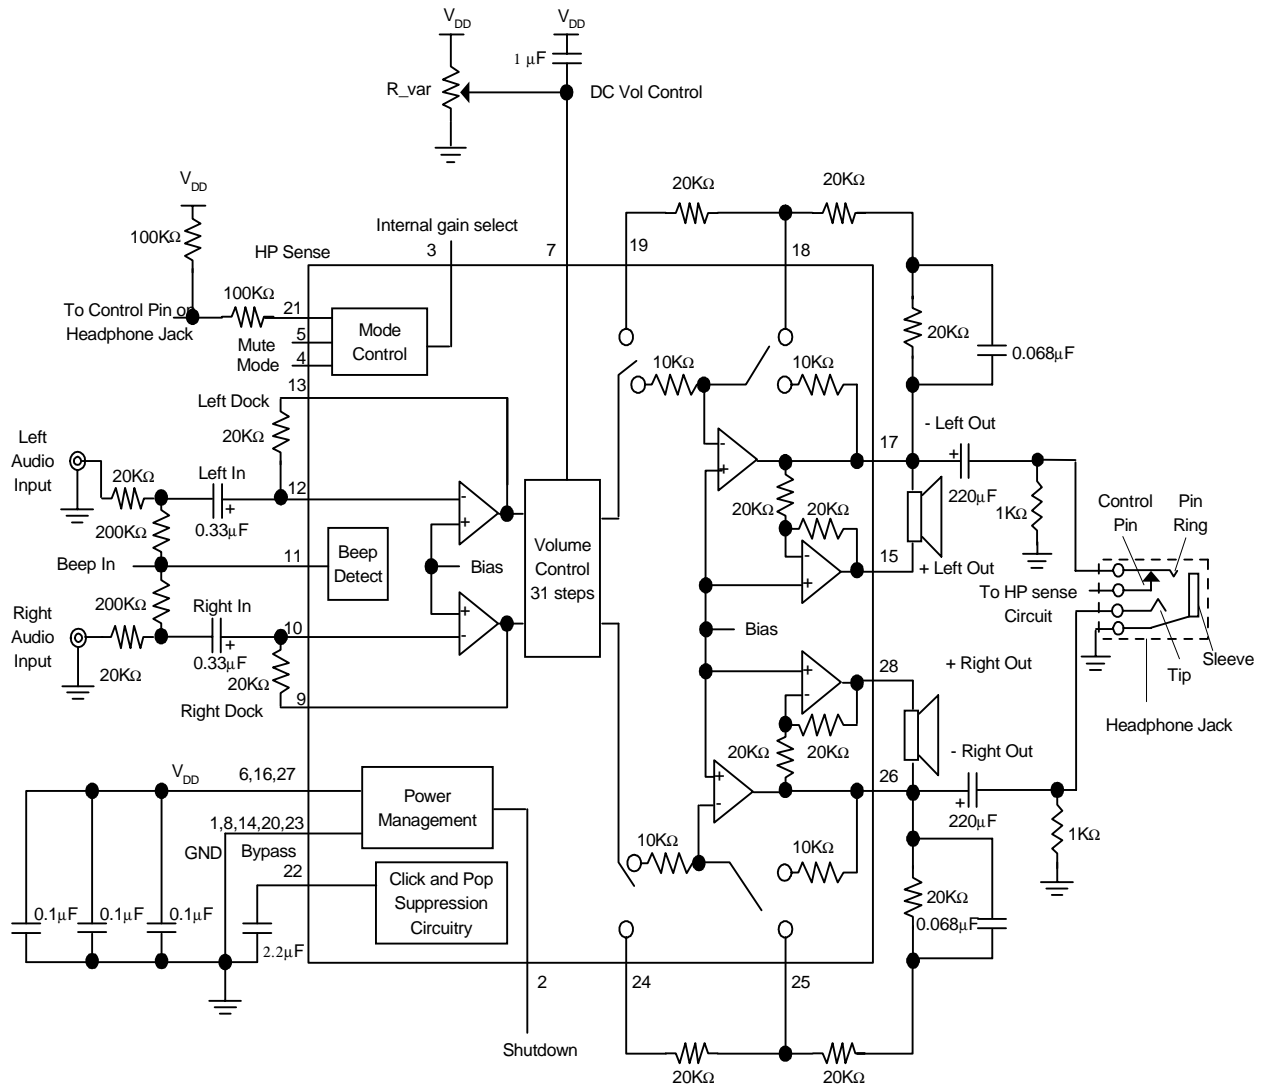 V_DD
V_DD
1 µF
R_var
DC Vol Control
20KΩ
20KΩ
V_DD
100KΩ
Internal gain select
HP Sense
3
7
19
18
To Control Pin on
Headphone Jack
100KΩ
21
5
Mute
Mode
4
13
Mode
Control
10KΩ
10KΩ
20KΩ
0.068µF
Left Dock
20KΩ
Left
Audio
Input
20KΩ
Left In
12
-
+
0.33µF
200KΩ
Beep In
11
Beep
Detect
Bias
Volume
Control
31 steps
-
+
17
- Left Out
+
220µF
1KΩ
20KΩ
20KΩ
-
+
15
+ Left Out
Control
Pin
Pin
Ring
To HP sense
Circuit
Sleeve
Tip
Headphone Jack
200KΩ
Right In
Right
Audio
Input
20KΩ
10
+
0.33µF
20KΩ
9
Right Dock
+
-
Bias
+
-
28
+ Right Out
20KΩ
20KΩ
- Right Out
26
+
-
+
220µF
1KΩ
V_DD
6,16,27
Power
Management
1,8,14,20,23
GND
Bypass
22
Click and Pop
Suppression
Circuitry
0.1µF
0.1µF
0.1µF
2.2µF
10KΩ
10KΩ
20KΩ
0.068µF
2
24
25
Shutdown
20KΩ
20KΩ